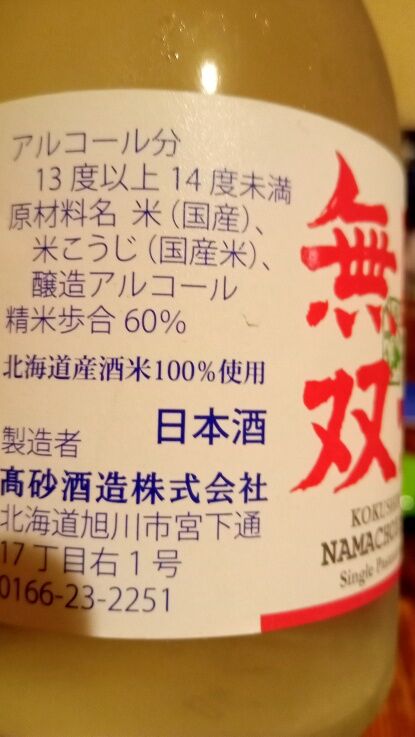 アルコール分
13度以上14度未満
原材料名 米（国産）、
米こうじ（国産米）、
醸造アルコール
精米歩合60%
北海道産酒米100%使用
日本酒
製造者
髙砂酒造株式会社
北海道旭川市宮下通
17丁目右1号
0166-23-2251
無双
Single